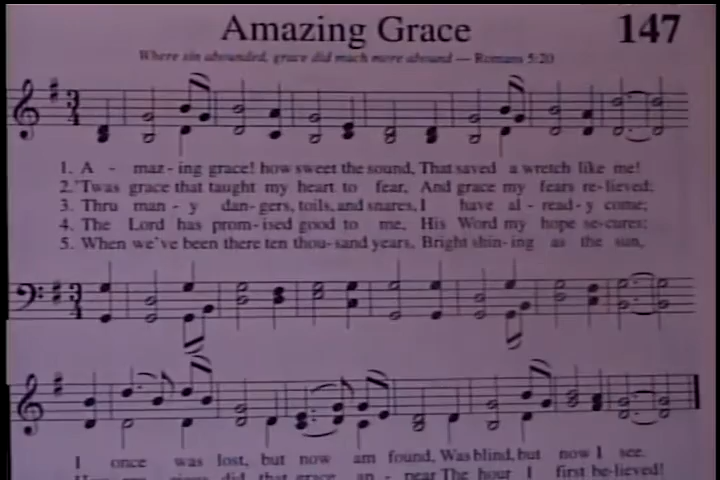 Amazing Grace
147
Where sin abounded, grace did much more abound — Romans 5:20
1. A - maz - ing grace! how sweet the sound, That saved a wretch like me!
2. 'Twas grace that taught my heart to fear, And grace my fears re-lieved;
3. Thru man - y dan - gers, toils, and snares, I have al - read - y come;
4. The Lord has prom - ised good to me, His Word my hope se-cures;
5. When we've been there ten thou-sand years, Bright shin-ing as the sun,
I once was lost, but now am found, Was blind, but now I see.
did that grace ap - pear The hour I first be-lieved!